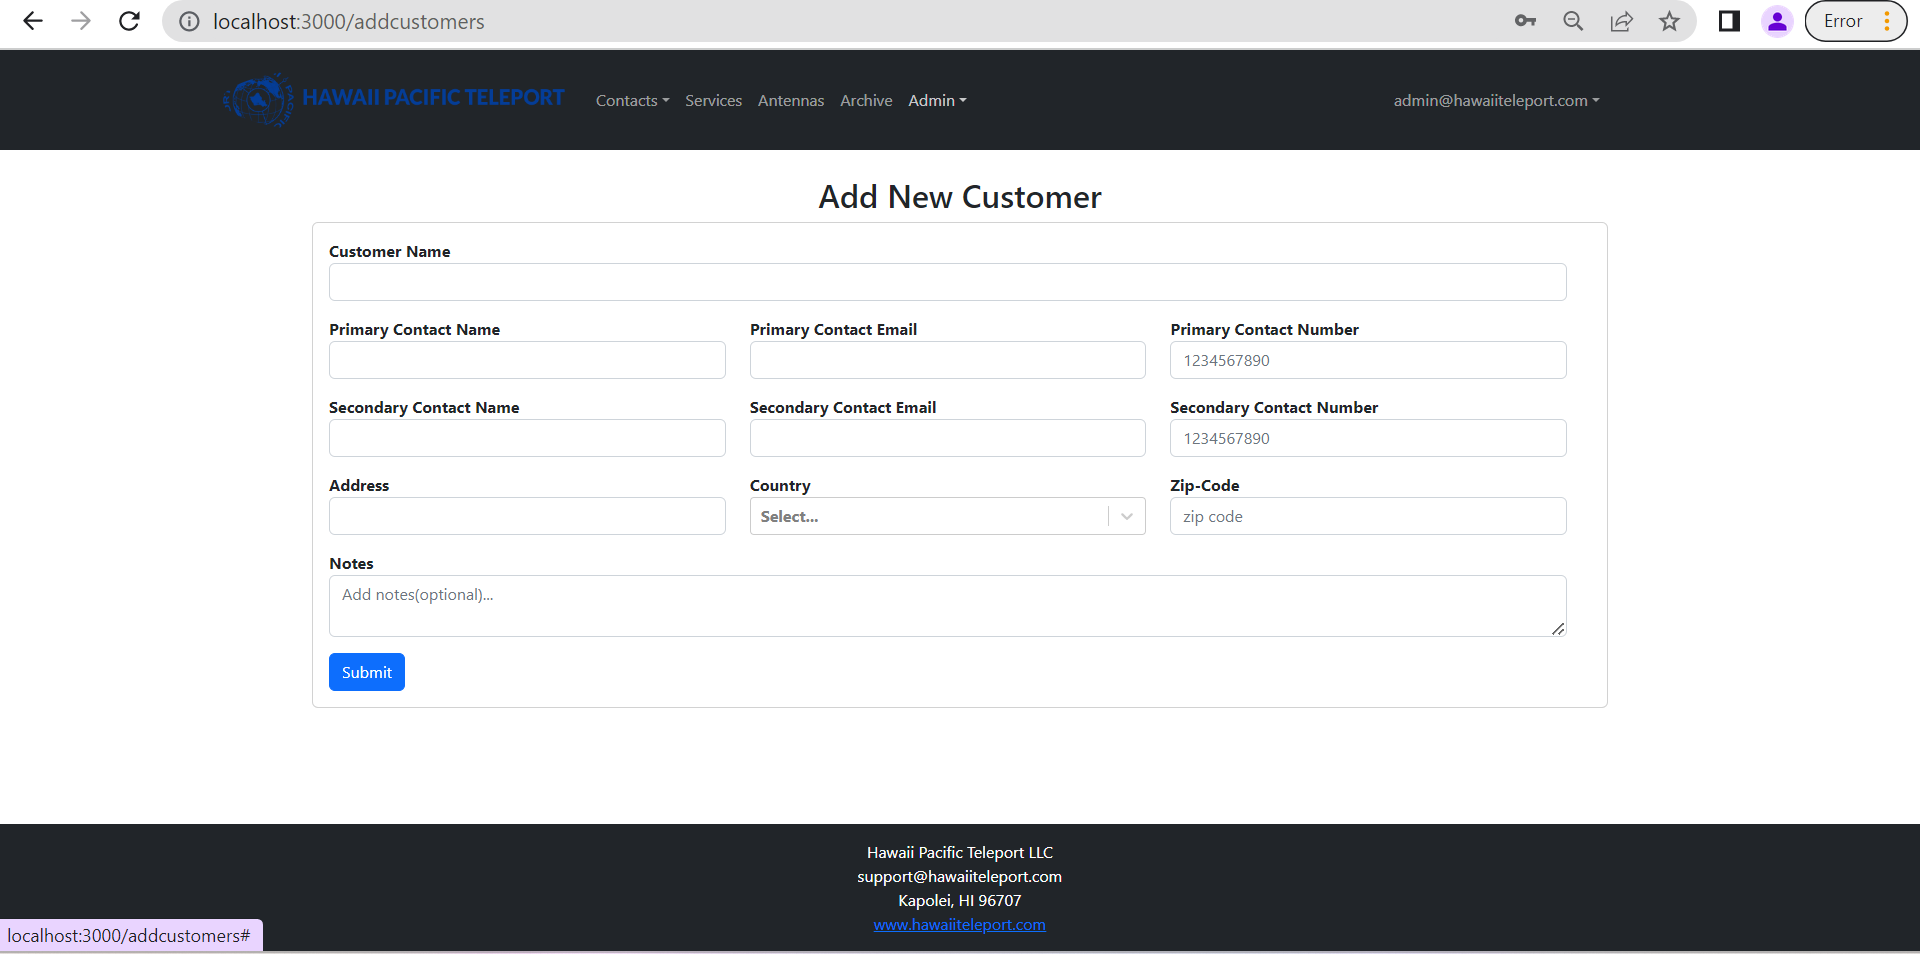 localhost:3000/addcustomers
Error
HAWAII PACIFIC TELEPORT Contacts Services Antennas Archive Admin admin@hawaiiteleport.com
Add New Customer
Customer Name
Primary Contact Name Primary Contact Email Primary Contact Number
1234567890
Secondary Contact Name Secondary Contact Email Secondary Contact Number
1234567890
Address Country Zip-Code
Select... zip code
Notes
Add notes(optional)...
Submit
Hawaii Pacific Teleport LLC
support@hawaiiteleport.com
Kapolei, HI 96707
www.hawaiiteleport.com
localhost:3000/addcustomers#